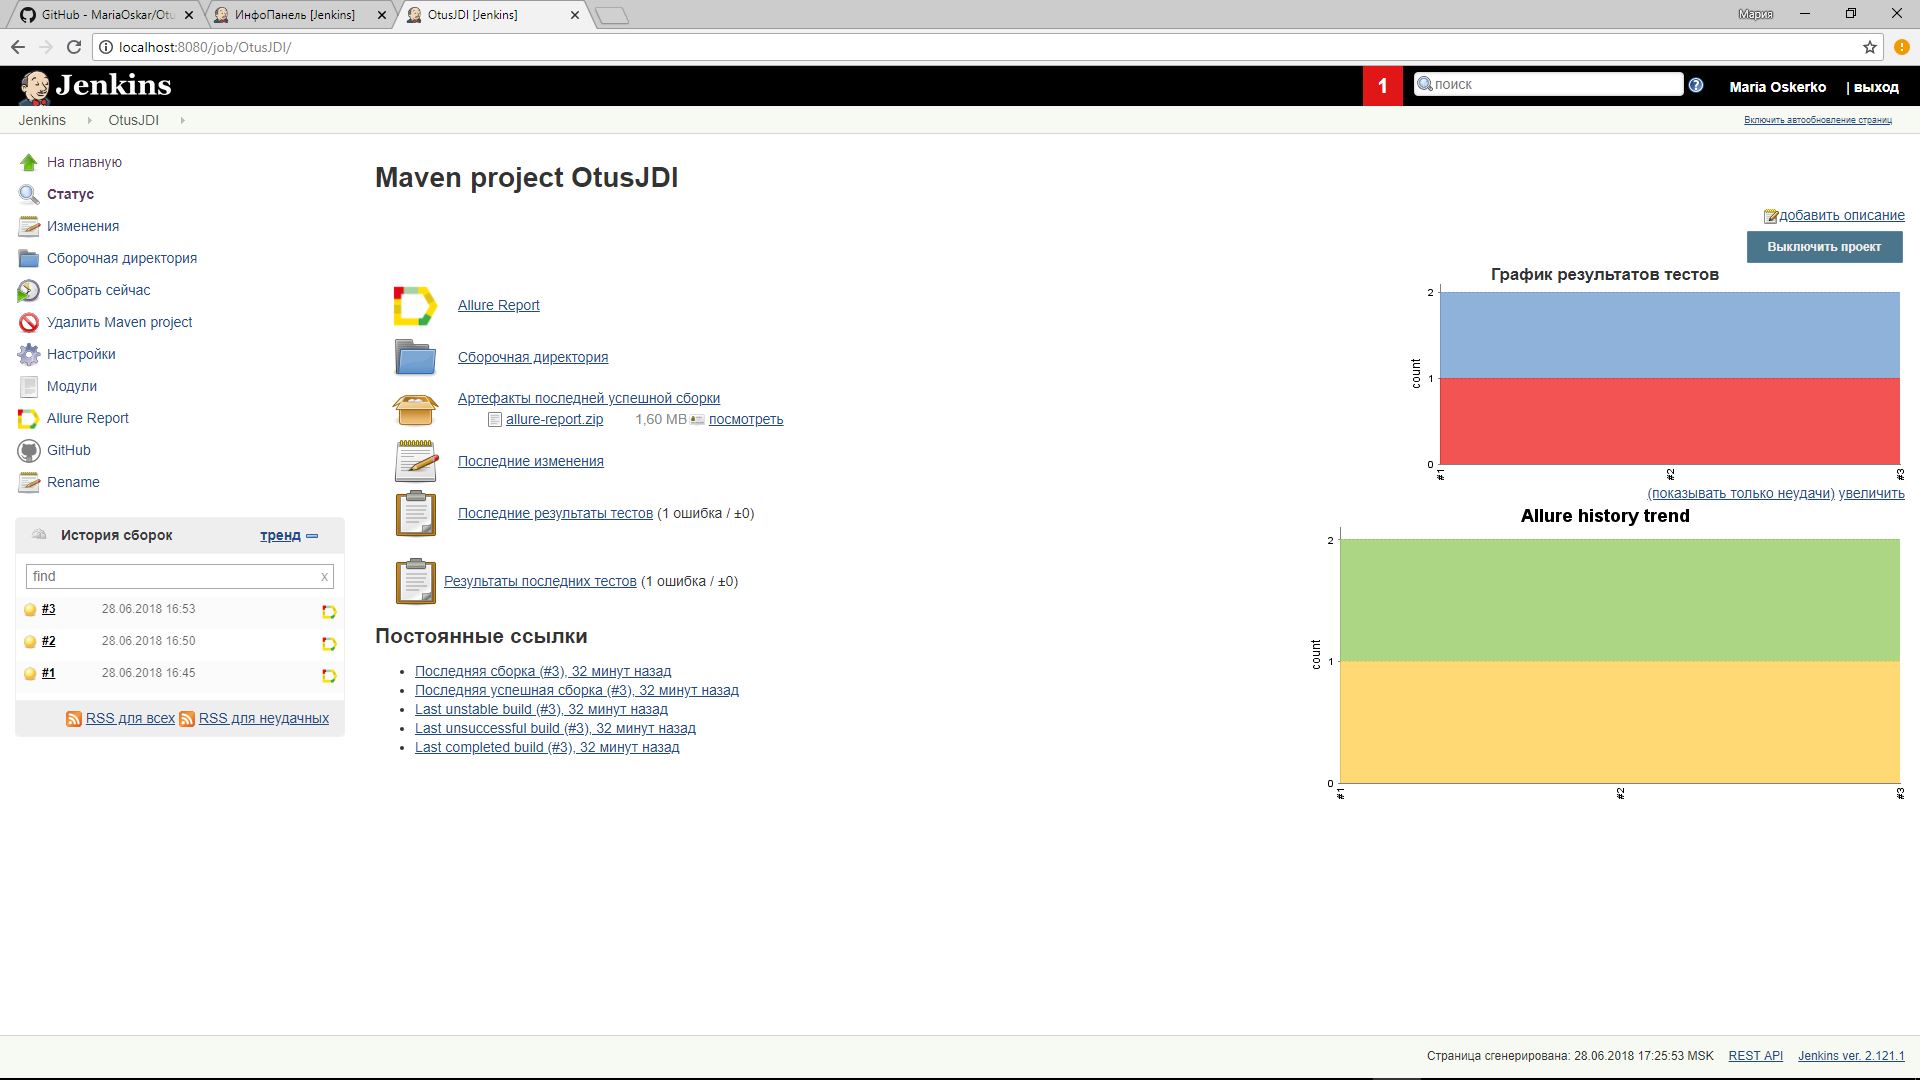 GitHub - MariaOskar/Otu
ИнфоПанель [Jenkins]
OtusJDI [Jenkins]
Мария
localhost:8080/job/OtusJDI/
Jenkins
1
поиск
Maria Oskerko
| выход
Jenkins
OtusJDI
Включить автообновление страниц
На главную
Статус
Изменения
Сборочная директория
Собрать сейчас
Удалить Maven project
Настройки
Модули
Allure Report
GitHub
Rename
История сборок
тренд
find
x
#3 28.06.2018 16:53
#2 28.06.2018 16:50
#1 28.06.2018 16:45
RSS для всех RSS для неудачных
Maven project OtusJDI
добавить описание
Выключить проект
Allure Report
Сборочная директория
Артефакты последней успешной сборки
allure-report.zip 1,60 MB посмотреть
Последние изменения
Последние результаты тестов (1 ошибка / ±0)
Результаты последних тестов (1 ошибка / ±0)
Постоянные ссылки
Последняя сборка (#3), 32 минут назад
Последняя успешная сборка (#3), 32 минут назад
Last unstable build (#3), 32 минут назад
Last unsuccessful build (#3), 32 минут назад
Last completed build (#3), 32 минут назад
График результатов тестов
2
count
1
0
#1
#2
#3
(показывать только неудачи) увеличить
Allure history trend
2
count
1
0
#1
#2
#3
Страница сгенерирована: 28.06.2018 17:25:53 MSK
REST API
Jenkins ver. 2.121.1